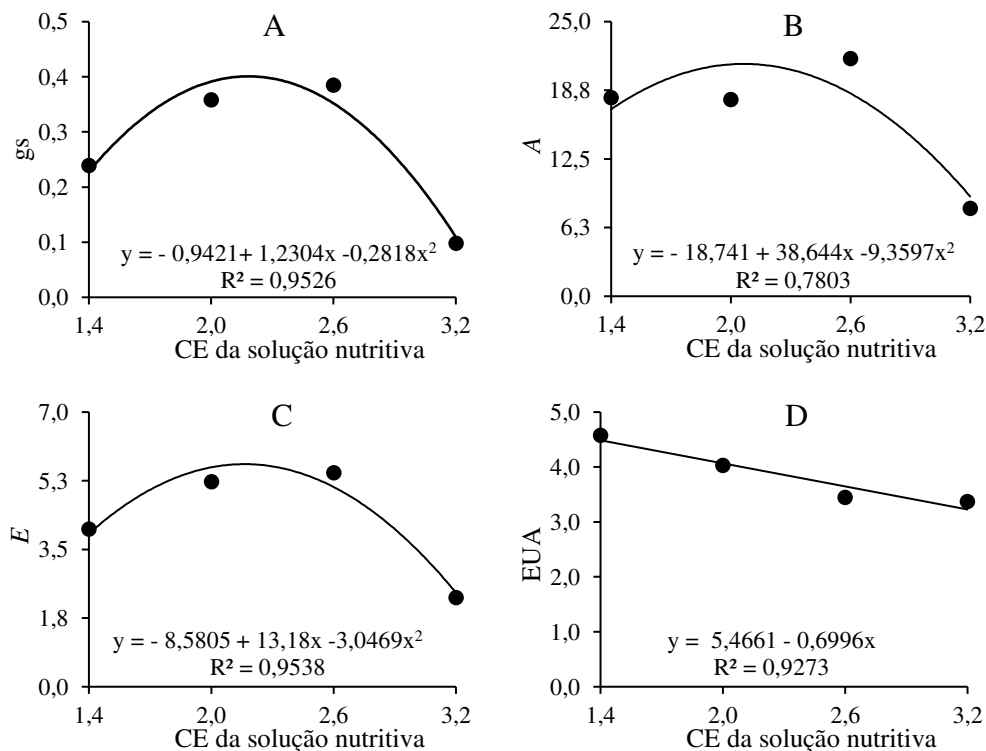 A
gs
0,5
0,4
0,3
0,2
0,1
0,0
y = - 0,9421+ 1,2304x -0,2818x²
R² = 0,9526
1,4 2,0 2,6 3,2
CE da solução nutritiva
B
A
25,0
18,8
12,5
6,3
0,0
y = - 18,741 + 38,644x -9,3597x²
R² = 0,7803
1,4 2,0 2,6 3,2
CE da solução nutritiva
C
E
7,0
5,3
3,5
1,8
0,0
y = - 8,5805 + 13,18x -3,0469x²
R² = 0,9538
1,4 2,0 2,6 3,2
CE da solução nutritiva
D
EUA
5,0
4,0
3,0
2,0
1,0
0,0
y = 5,4661 - 0,6996x
R² = 0,9273
1,4 2,0 2,6 3,2
CE da solução nutritiva